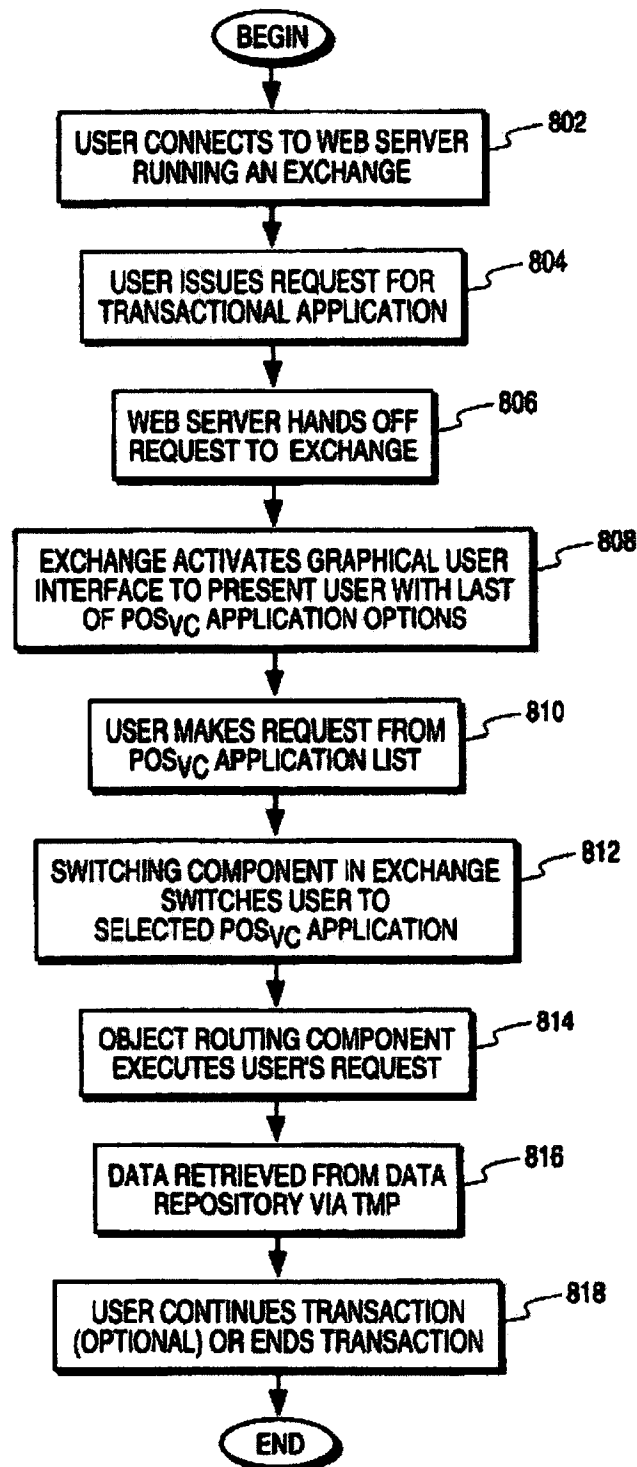 BEGIN
USER CONNECTS TO WEB SERVER
RUNNING AN EXCHANGE
802
USER ISSUES REQUEST FOR
TRANSACTIONAL APPLICATION
804
WEB SERVER HANDS OFF
REQUEST TO EXCHANGE
806
EXCHANGE ACTIVATES GRAPHICAL USER
INTERFACE TO PRESENT USER WITH LAST
OF POSVC APPLICATION OPTIONS
808
USER MAKES REQUEST FROM
POSVC APPLICATION LIST
810
SWITCHING COMPONENT IN EXCHANGE
SWITCHES USER TO
SELECTED POSVC APPLICATION
812
OBJECT ROUTING COMPONENT
EXECUTES USER'S REQUEST
814
DATA RETRIEVED FROM DATA
REPOSITORY VIA TMP
816
USER CONTINUES TRANSACTION
(OPTIONAL) OR ENDS TRANSACTION
818
END